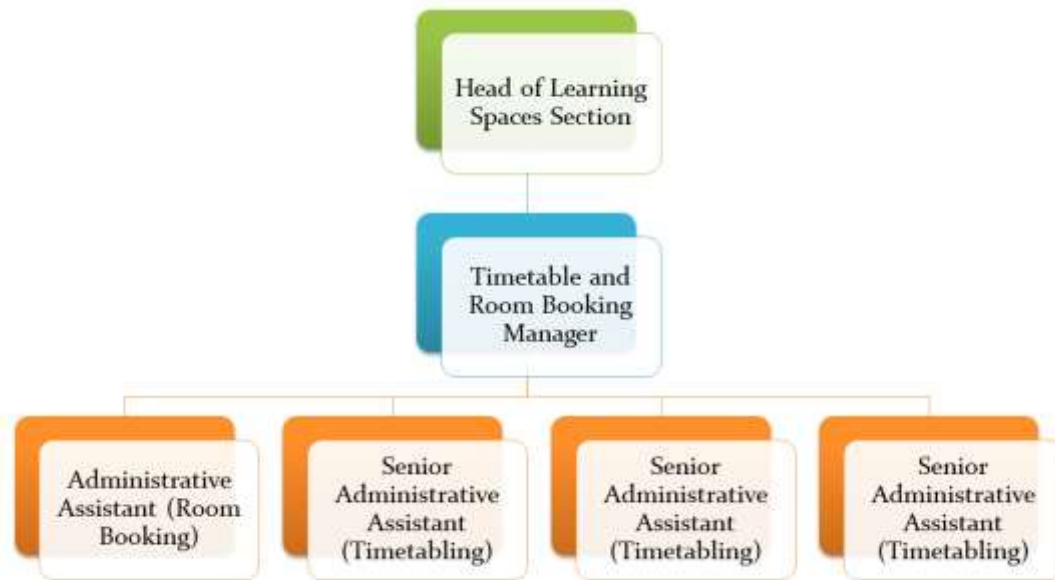 Head of Learning
Spaces Section
Timetable and
Room Booking
Manager
Administrative
Assistant (Room
Booking)
Senior
Administrative
Assistant
(Timetabling)
Senior
Administrative
Assistant
(Timetabling)
Senior
Administrative
Assistant
(Timetabling)